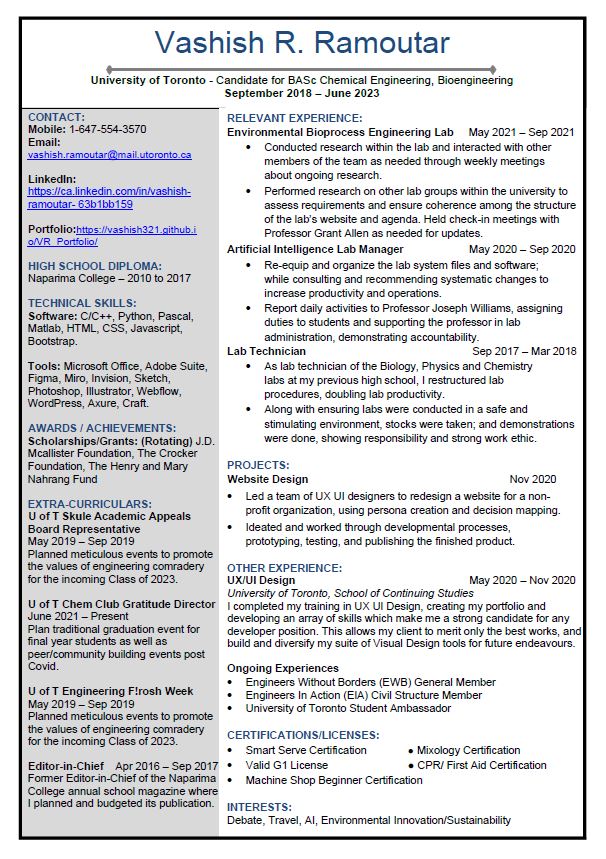 Vashish R. Ramoutar
University of Toronto - Candidate for BASc Chemical Engineering, Bioengineering
September 2018 – June 2023
CONTACT:
Mobile: 1-647-554-3570
Email:
vashish.ramoutar@mail.utoronto.ca
LinkedIn:
https://ca.linkedin.com/in/vashish-
ramoutar- 63b1bb159
Portfolio:https://vashish321.github.i
o/VR_Portfolio/
HIGH SCHOOL DIPLOMA:
Naparima College – 2010 to 2017
TECHNICAL SKILLS:
Software: C/C++, Python, Pascal,
Matlab, HTML, CSS, Javascript,
Bootstrap.
Tools: Microsoft Office, Adobe Suite,
Figma, Miro, Invision, Sketch,
Photoshop, Illustrator, Webflow,
WordPress, Axure, Craft.
AWARDS / ACHIEVEMENTS:
Scholarships/Grants: (Rotating) J.D.
Mcallister Foundation, The Crocker
Foundation, The Henry and Mary
Nahrang Fund
EXTRA-CURRICULARS:
U of T Skule Academic Appeals
Board Representative
May 2019 – Sep 2019
Planned meticulous events to promote
the values of engineering comradery
for the incoming Class of 2023.
U of T Chem Club Gratitude Director
June 2021 – Present
Plan traditional graduation event for
final year students as well as
peer/community building events post
Covid.
U of T Engineering F!rosh Week
May 2019 – Sep 2019
Planned meticulous events to promote
the values of engineering comradery
for the incoming Class of 2023.
Editor-in-Chief Apr 2016 – Sep 2017
Former Editor-in-Chief of the Naparima
College annual school magazine where
I planned and budgeted its publication.
RELEVANT EXPERIENCE:
Environmental Bioprocess Engineering Lab May 2021 – Sep 2021
• Conducted research within the lab and interacted with other
members of the team as needed through weekly meetings
about ongoing research.
• Performed research on other lab groups within the university to
assess requirements and ensure coherence among the structure
of the lab's website and agenda. Held check-in meetings with
Professor Grant Allen as needed for updates.
Artificial Intelligence Lab Manager May 2020 – Sep 2020
• Re-equip and organize the lab system files and software;
while consulting and recommending systematic changes to
increase productivity and operations.
• Report daily activities to Professor Joseph Williams, assigning
duties to students and supporting the professor in lab
administration, demonstrating accountability.
Lab Technician Sep 2017 – Mar 2018
• As lab technician of the Biology, Physics and Chemistry
labs at my previous high school, I restructured lab
procedures, doubling lab productivity.
• Along with ensuring labs were conducted in a safe and
stimulating environment, stocks were taken; and demonstrations
were done, showing responsibility and strong work ethic.
PROJECTS:
Website Design Nov 2020
• Led a team of UX UI designers to redesign a website for a non-
profit organization, using persona creation and decision mapping.
• Ideated and worked through developmental processes,
prototyping, testing, and publishing the finished product.
OTHER EXPERIENCE:
UX/UI Design May 2020 – Nov 2020
University of Toronto, School of Continuing Studies
I completed my training in UX UI Design, creating my portfolio and
developing an array of skills which make me a strong candidate for any
developer position. This allows my client to merit only the best works, and
build and diversify my suite of Visual Design tools for future endeavours.
Ongoing Experiences
• Engineers Without Borders (EWB) General Member
• Engineers In Action (EIA) Civil Structure Member
• University of Toronto Student Ambassador
CERTIFICATIONS/LICENSES:
• Smart Serve Certification ● Mixology Certification
• Valid G1 License ● CPR/ First Aid Certification
• Machine Shop Beginner Certification
INTERESTS:
Debate, Travel, AI, Environmental Innovation/Sustainability